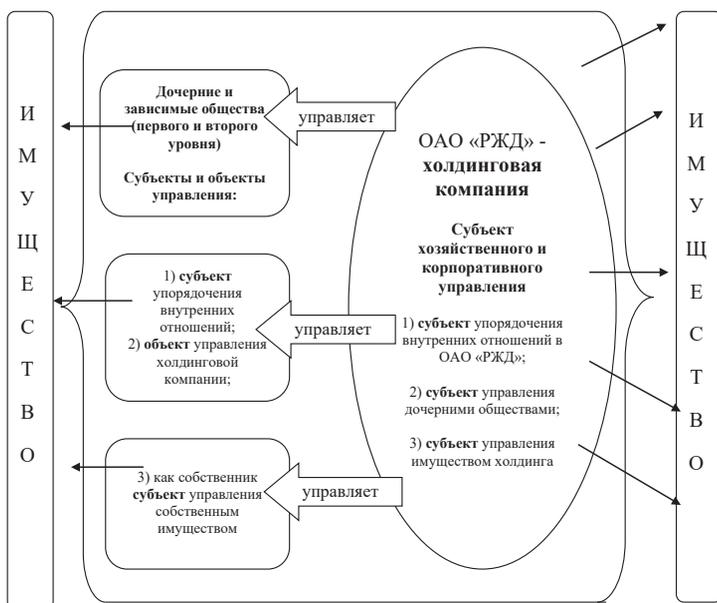 И
М
У
Щ
Е
С
Т
В
О
Дочерние и
зависимые общества
(первого и второго
уровня)
Субъекты и объекты
управления:
управляет
1) субъект
упорядочения
внутренних
отношений;
2) объект управления
холдинговой
компании;
управляет
3) как собственник
субъект управления
собственным
имуществом
управляет
ОАО «РЖД» -
холдинговая
компания
Субъект
хозяйственного и
корпоративного
управления
1) субъект упорядочения
внутренних отношений в
ОАО «РЖД»;
2) субъект управления
дочерними обществами;
3) субъект управления
имуществом холдинга
И
М
У
Щ
Е
С
Т
В
О